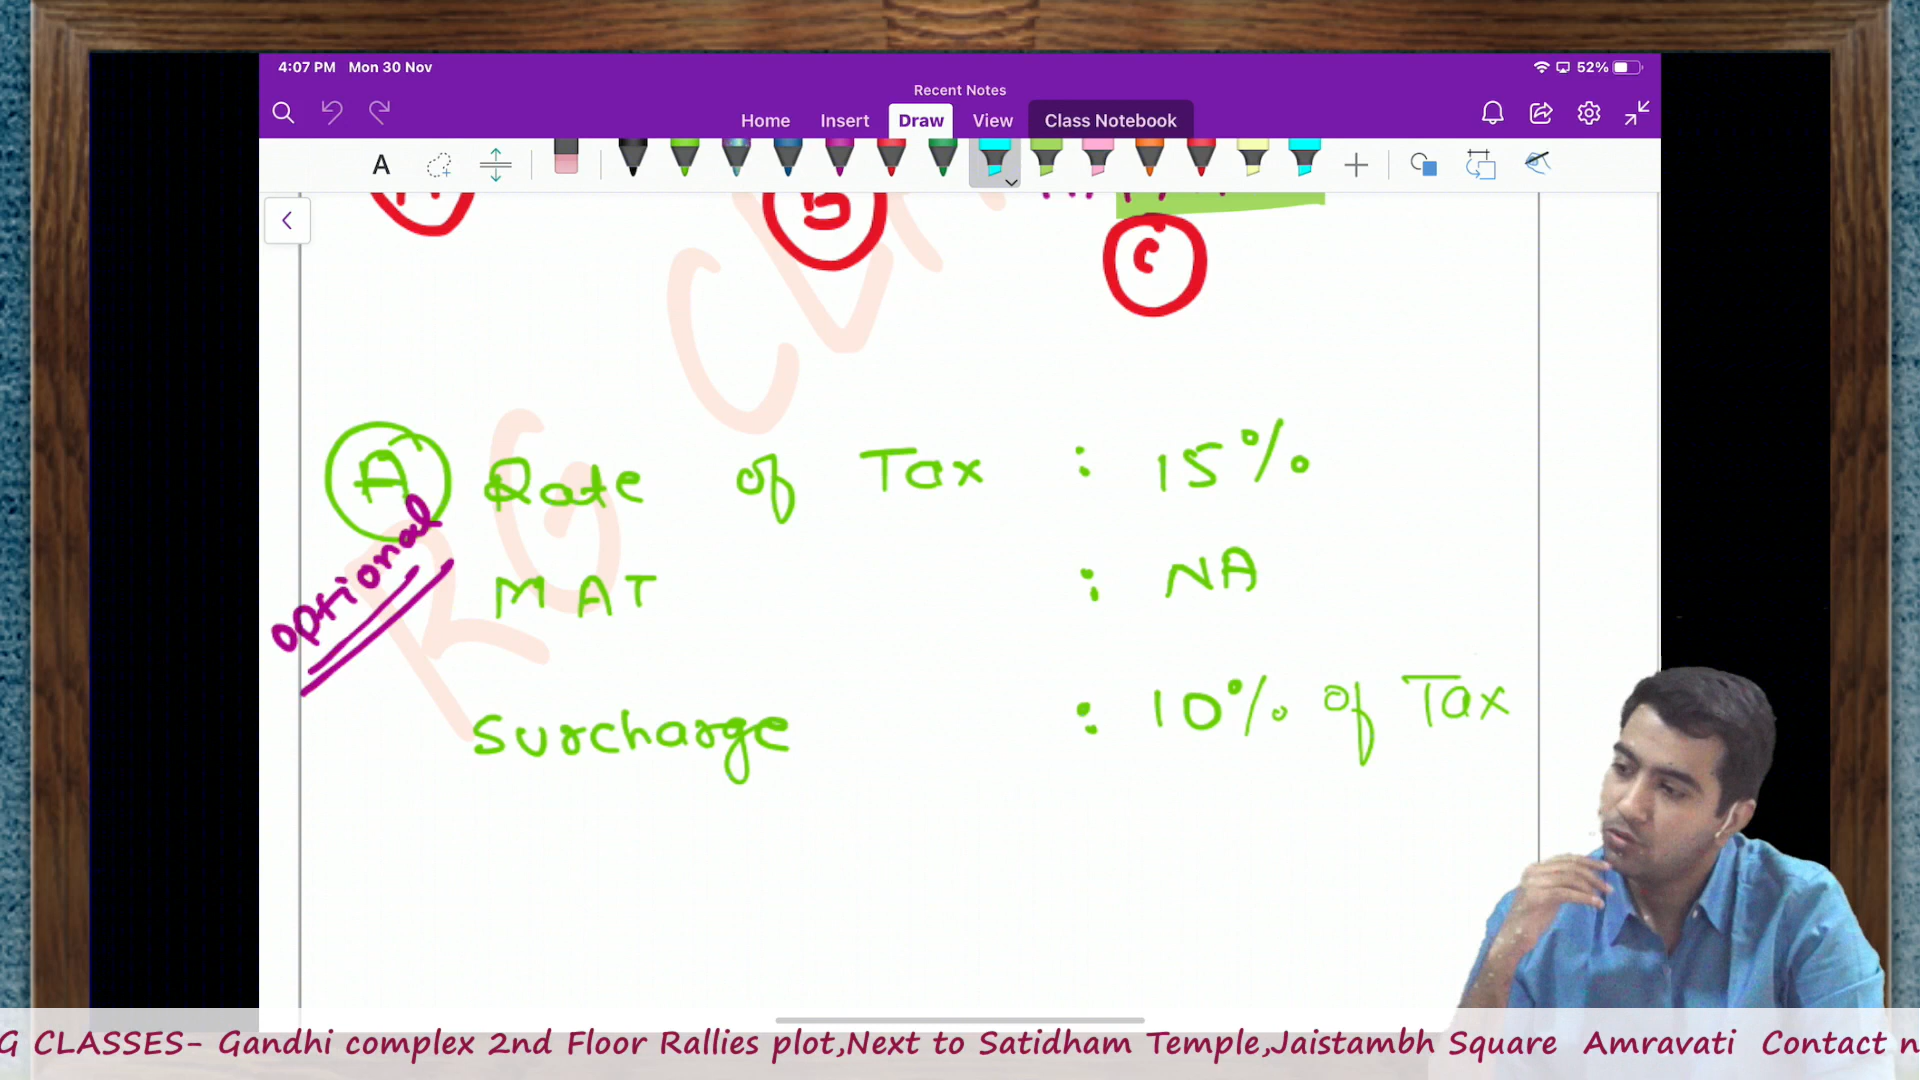 4:07 PM Mon 30 Nov 52%
Recent Notes
Home Insert Draw View Class Notebook
A
B
C
RG CLA
A Rate of Tax : 15%
Optional
MAT : NA
Surcharge : 10% of Tax
G CLASSES- Gandhi complex 2nd Floor Rallies plot,Next to Satidham Temple,Jaistambh Square Amravati Contact n